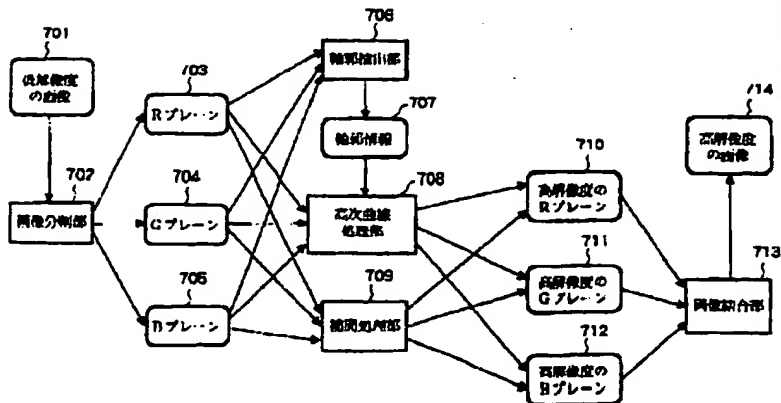 701
低解像度
の画像
702
画像分割部
703
Rプレーン
704
Gプレーン
705
Bプレーン
706
輪郭抽出部
707
輪郭情報
708
高次曲線
処理部
709
補間処理部
710
高解像度の
Rプレーン
711
高解像度の
Gプレーン
712
高解像度の
Bプレーン
713
画像結合部
714
高解像度
の画像